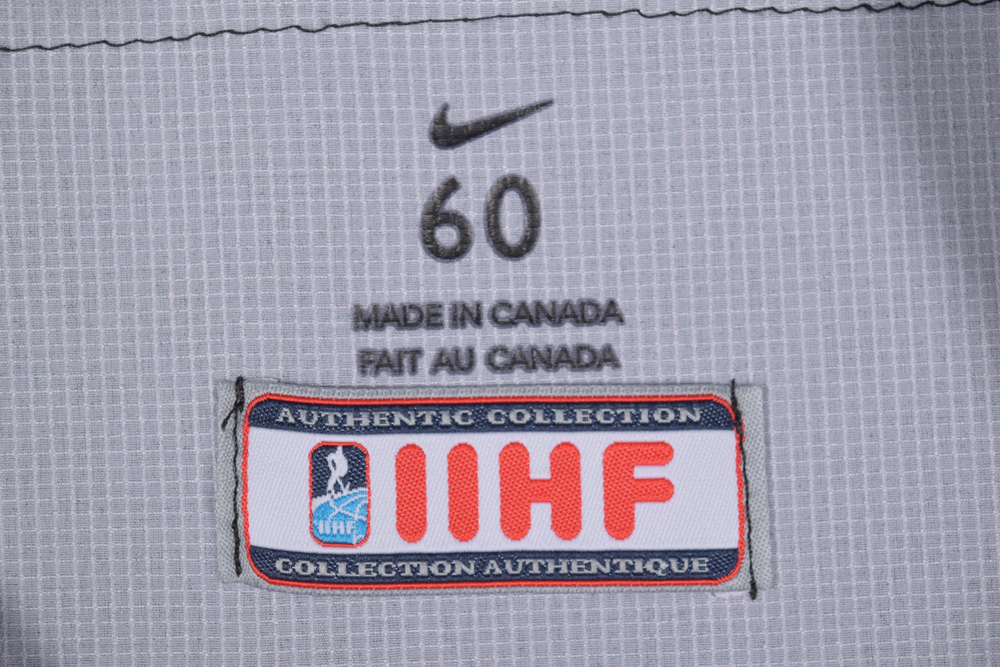 60
MADE IN CANADA
FAIT AU CANADA
AUTHENTIC COLLECTION
IIHF
IIHF
COLLECTION AUTHENTIQUE